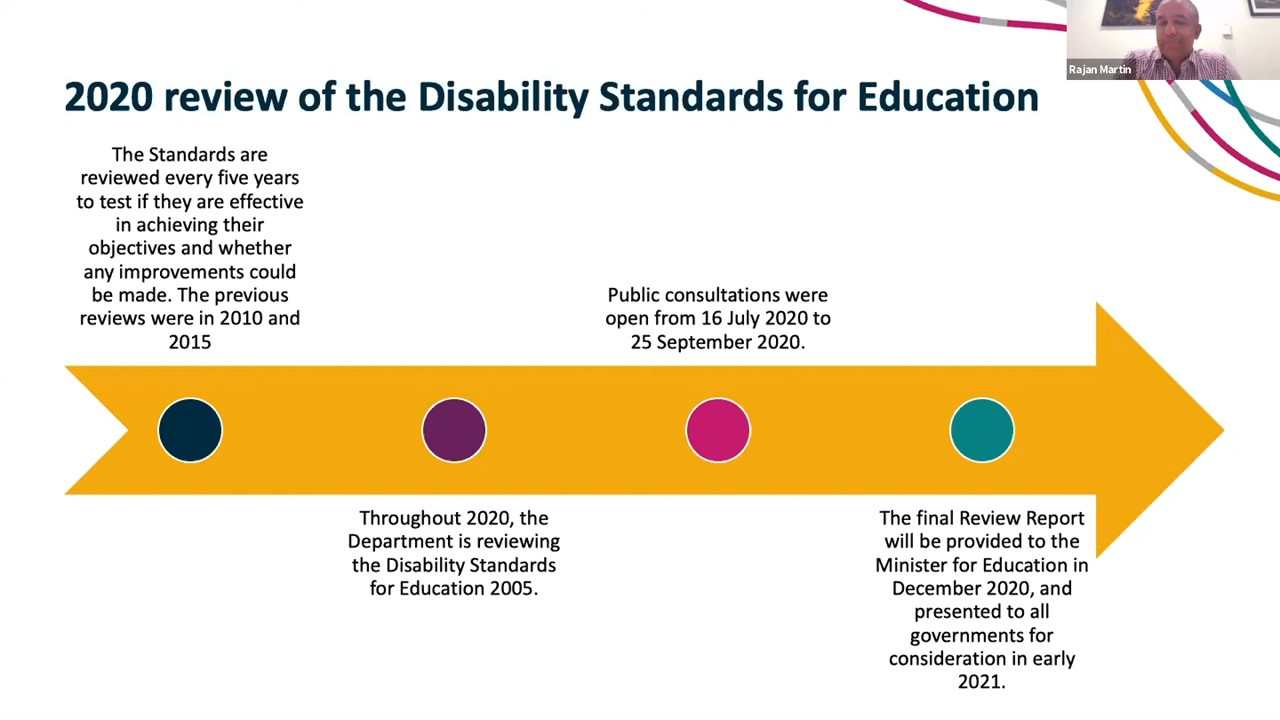 Rajan Martin
2020 review of the Disability Standards for Education
The Standards are
reviewed every five years
to test if they are effective
in achieving their
objectives and whether
any improvements could
be made. The previous
reviews were in 2010 and
2015
Throughout 2020, the
Department is reviewing
the Disability Standards
for Education 2005.
Public consultations were
open from 16 July 2020 to
25 September 2020.
The final Review Report
will be provided to the
Minister for Education in
December 2020, and
presented to all
governments for
consideration in early
2021.